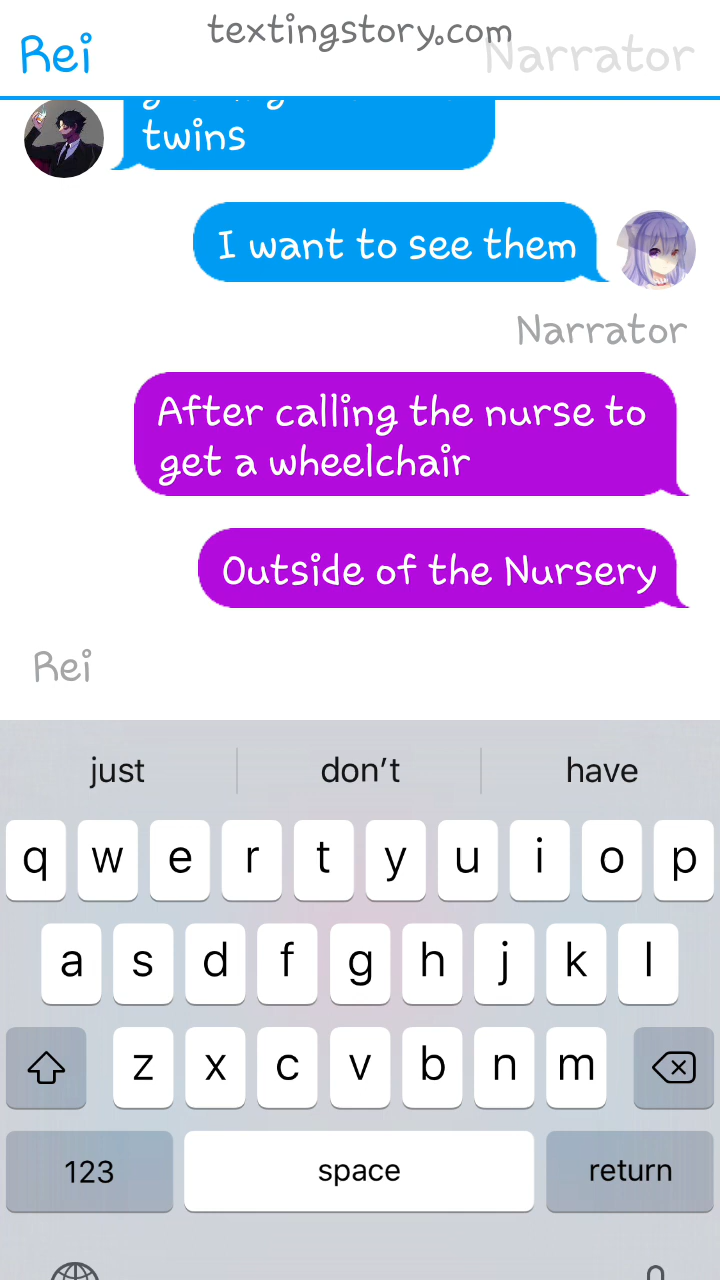 textingstory.com
Rei
Narrator
twins
I want to see them
Narrator
After calling the nurse to
get a wheelchair
Outside of the Nursery
Rei
just don't have
q w e r t y u i o p
a s d f g h j k l
z x c v b n m
123 space return